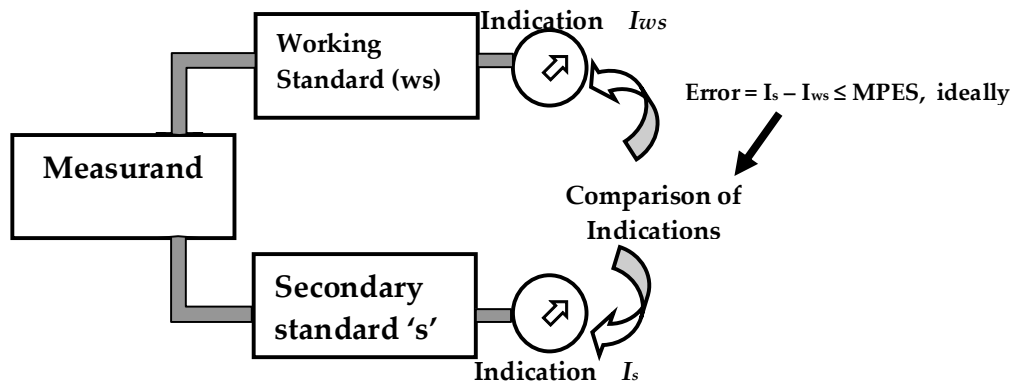 Indication Iws
Working
Standard (ws)
Error = Is – Iws ≤ MPES, ideally
Measurand
Comparison of
Indications
Secondary
standard ‘s’
Indication Is